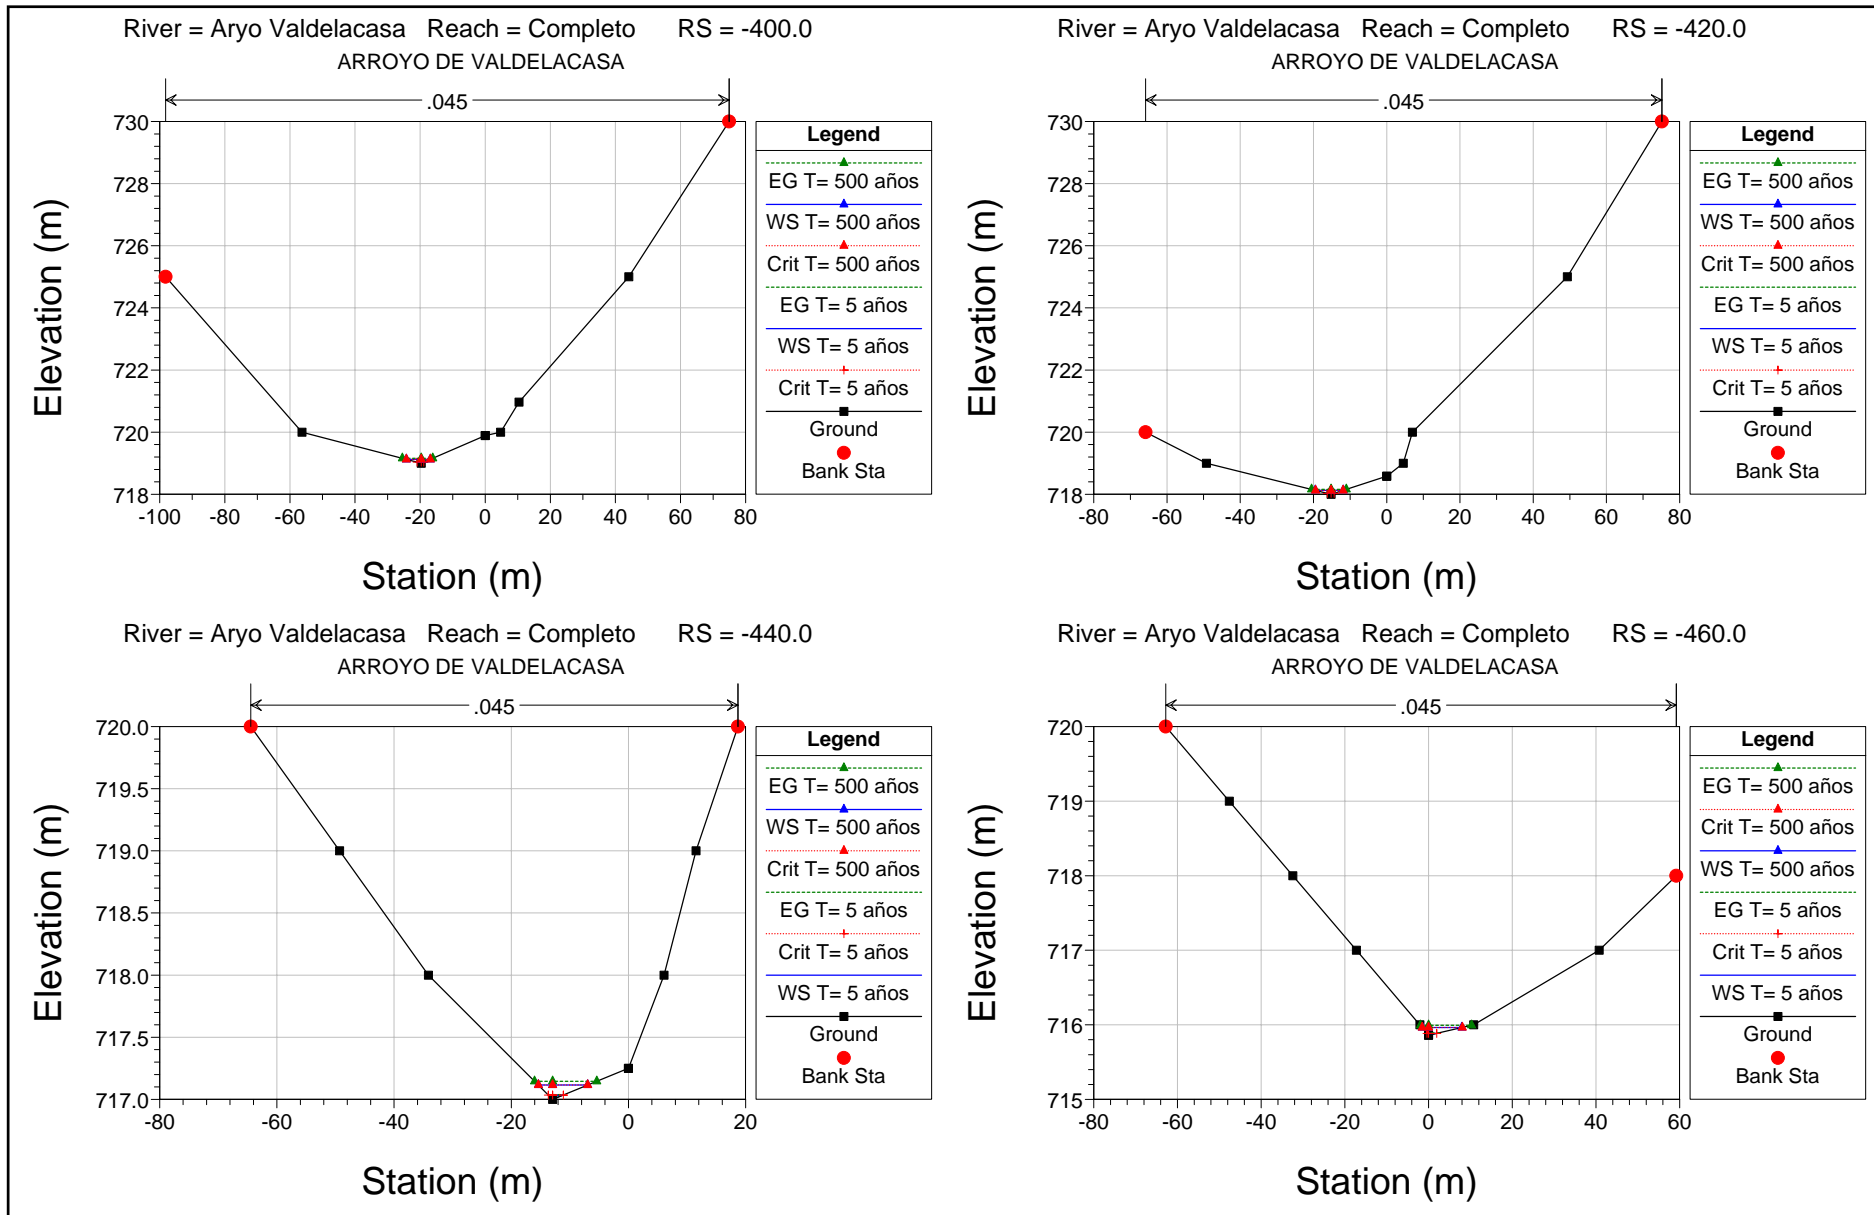 River = Aryo Valdelacasa   Reach = Completo      RS = -400.0
ARROYO DE VALDELACASA
.045
730
728
726
724
722
720
718
-100 -80 -60 -40 -20 0 20 40 60 80
Elevation (m)
Station (m)
Legend
EG T= 500 años
WS T= 500 años
Crit T= 500 años
EG T= 5 años
WS T= 5 años
Crit T= 5 años
Ground
Bank Sta
River = Aryo Valdelacasa   Reach = Completo      RS = -420.0
ARROYO DE VALDELACASA
.045
730
728
726
724
722
720
718
-80 -60 -40 -20 0 20 40 60 80
Elevation (m)
Station (m)
Legend
EG T= 500 años
WS T= 500 años
Crit T= 500 años
EG T= 5 años
WS T= 5 años
Crit T= 5 años
Ground
Bank Sta
River = Aryo Valdelacasa   Reach = Completo      RS = -440.0
ARROYO DE VALDELACASA
.045
720.0
719.5
719.0
718.5
718.0
717.5
717.0
-80 -60 -40 -20 0 20
Elevation (m)
Station (m)
Legend
EG T= 500 años
WS T= 500 años
Crit T= 500 años
EG T= 5 años
Crit T= 5 años
WS T= 5 años
Ground
Bank Sta
River = Aryo Valdelacasa   Reach = Completo      RS = -460.0
ARROYO DE VALDELACASA
.045
720
719
718
717
716
715
-80 -60 -40 -20 0 20 40 60
Elevation (m)
Station (m)
Legend
EG T= 500 años
Crit T= 500 años
WS T= 500 años
EG T= 5 años
Crit T= 5 años
WS T= 5 años
Ground
Bank Sta